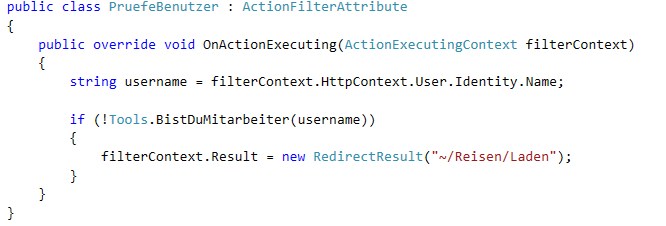 public class PruefeBenutzer : ActionFilterAttribute
{
    public override void OnActionExecuting(ActionExecutingContext filterContext)
    {
        string username = filterContext.HttpContext.User.Identity.Name;

        if (!Tools.BistDuMitarbeiter(username))
        {
            filterContext.Result = new RedirectResult("~/Reisen/Laden");
        }
    }
}